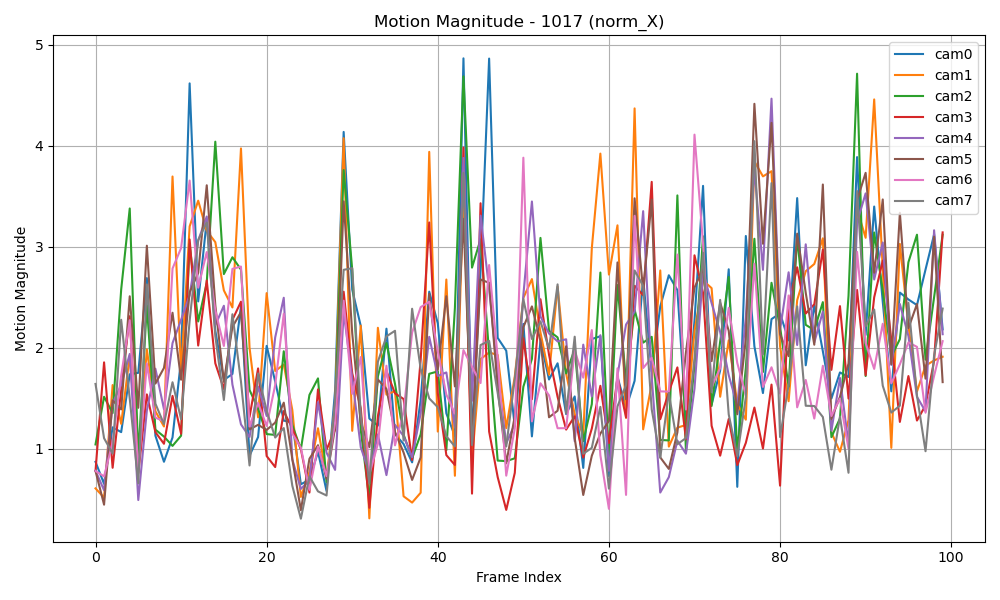 Motion Magnitude - 1017 (norm_X)
5
4
3
2
1
Motion Magnitude
0
20
40
60
80
100
Frame Index
cam0
cam1
cam2
cam3
cam4
cam5
cam6
cam7